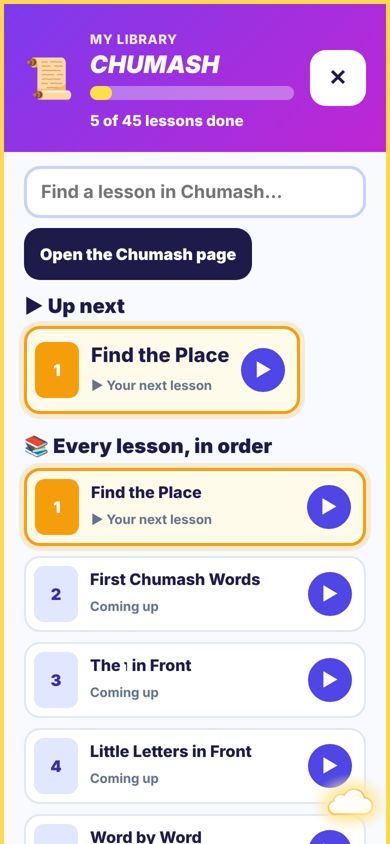 MY LIBRARY
CHUMASH
5 of 45 lessons done
Find a lesson in Chumash...
Open the Chumash page
▶ Up next
1
Find the Place
▶ Your next lesson
📚 Every lesson, in order
1
Find the Place
▶ Your next lesson
2
First Chumash Words
Coming up
3
The ו in Front
Coming up
4
Little Letters in Front
Coming up
Word by Word